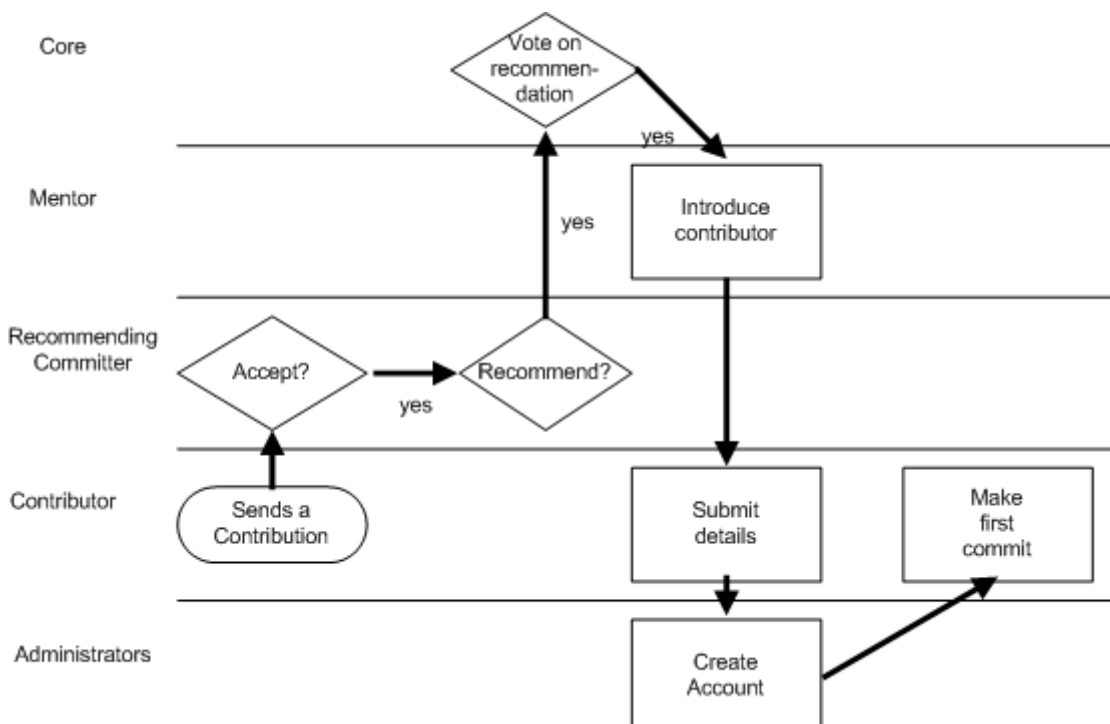 Core
Vote on
recommen-
dation
yes
Mentor
Introduce
contributor
yes
Recommending
Committer
Accept?
yes
Recommend?
Contributor
Sends a
Contribution
Submit
details
Make
first
commit
Administrators
Create
Account